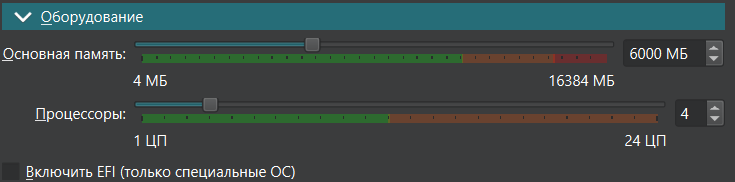 Оборудование
Основная память: 6000 МБ
4 МБ 16384 МБ
Процессоры: 4
1 ЦП 24 ЦП
Включить EFI (только специальные ОС)